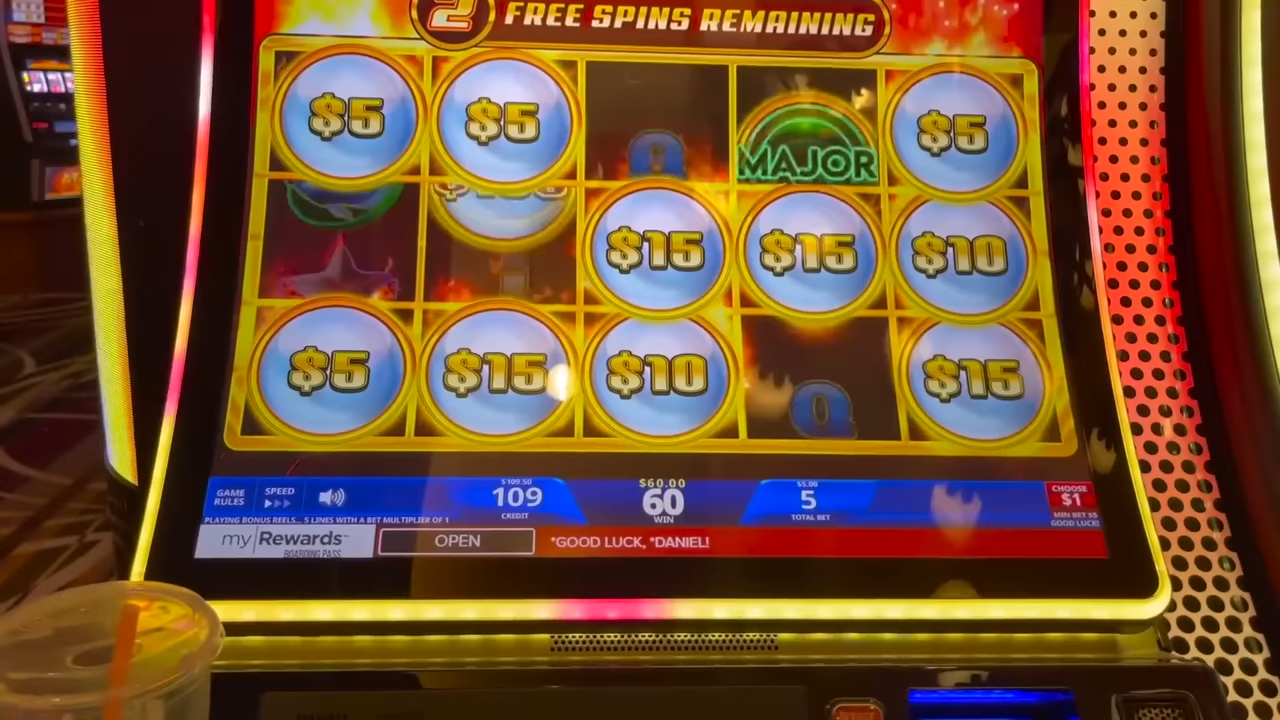 2 FREE SPINS REMAINING
$5 $5 $5
Q MAJOR
$15 $15 $10
$5 $15 $10 $15
Q
GAME RULES
SPEED
$109.50
109
CREDIT
$60.00
60
WIN
$5.00
5
TOTAL BET
CHOOSE
$1
MIN BET $5
GOOD LUCK!
PLAYING BONUS REELS... 5 LINES WITH A BET MULTIPLIER OF 1
my Rewards
BOARDING PASS
OPEN
*GOOD LUCK, *DANIEL!